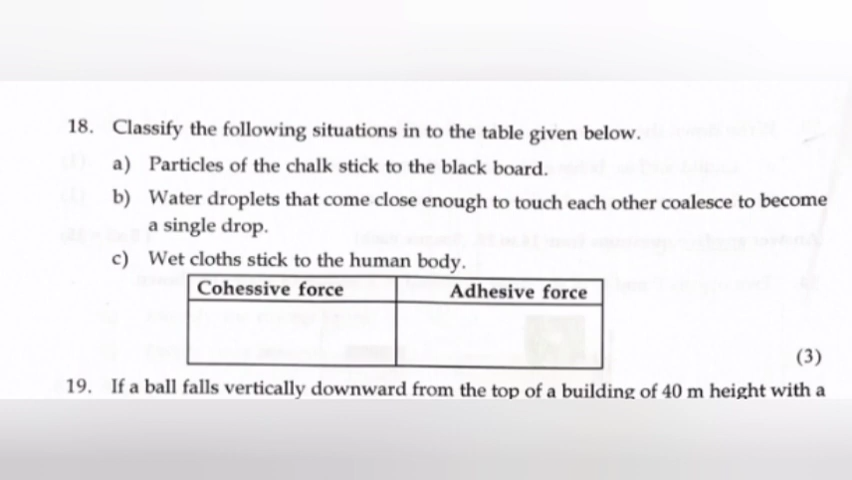 18. Classify the following situations in to the table given below.
a) Particles of the chalk stick to the black board.
b) Water droplets that come close enough to touch each other coalesce to become
a single drop.
c) Wet cloths stick to the human body.
Cohessive force Adhesive force
(3)
19. If a ball falls vertically downward from the top of a building of 40 m height with a